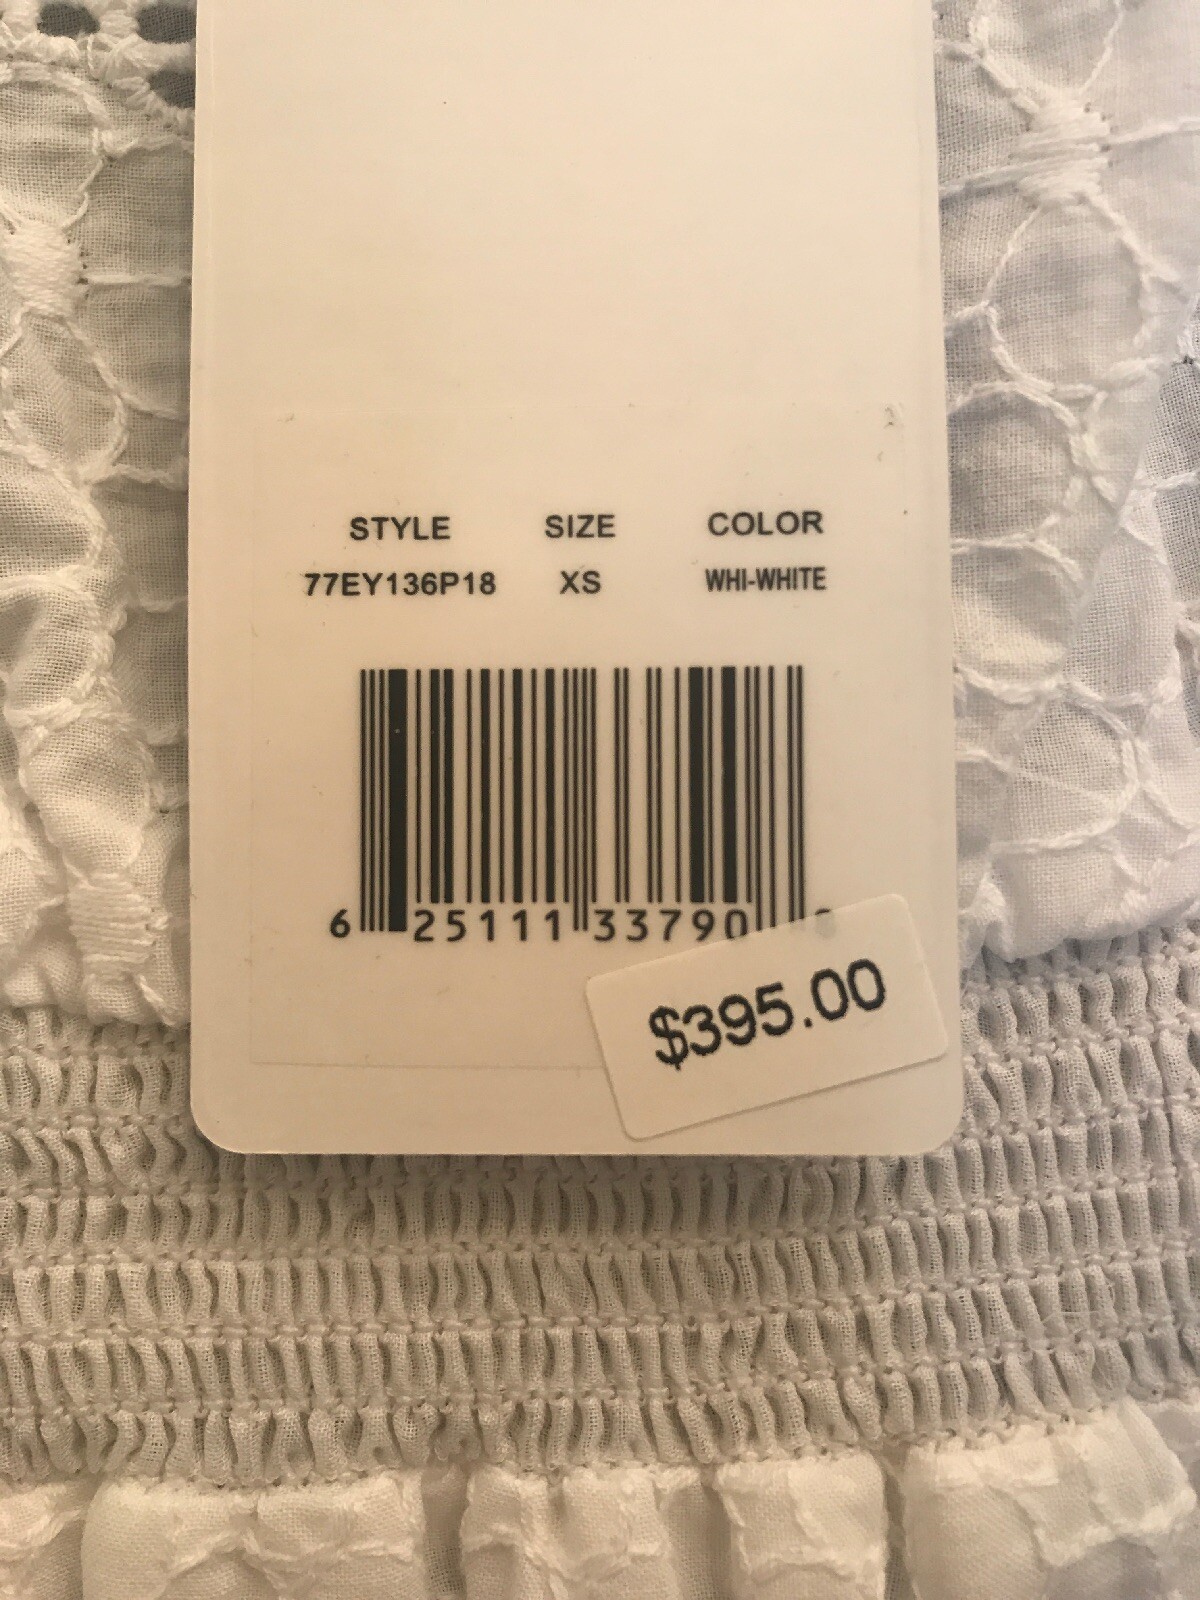 STYLE SIZE COLOR
77EY136P18 XS WHI-WHITE
6 25111 33790
$395.00